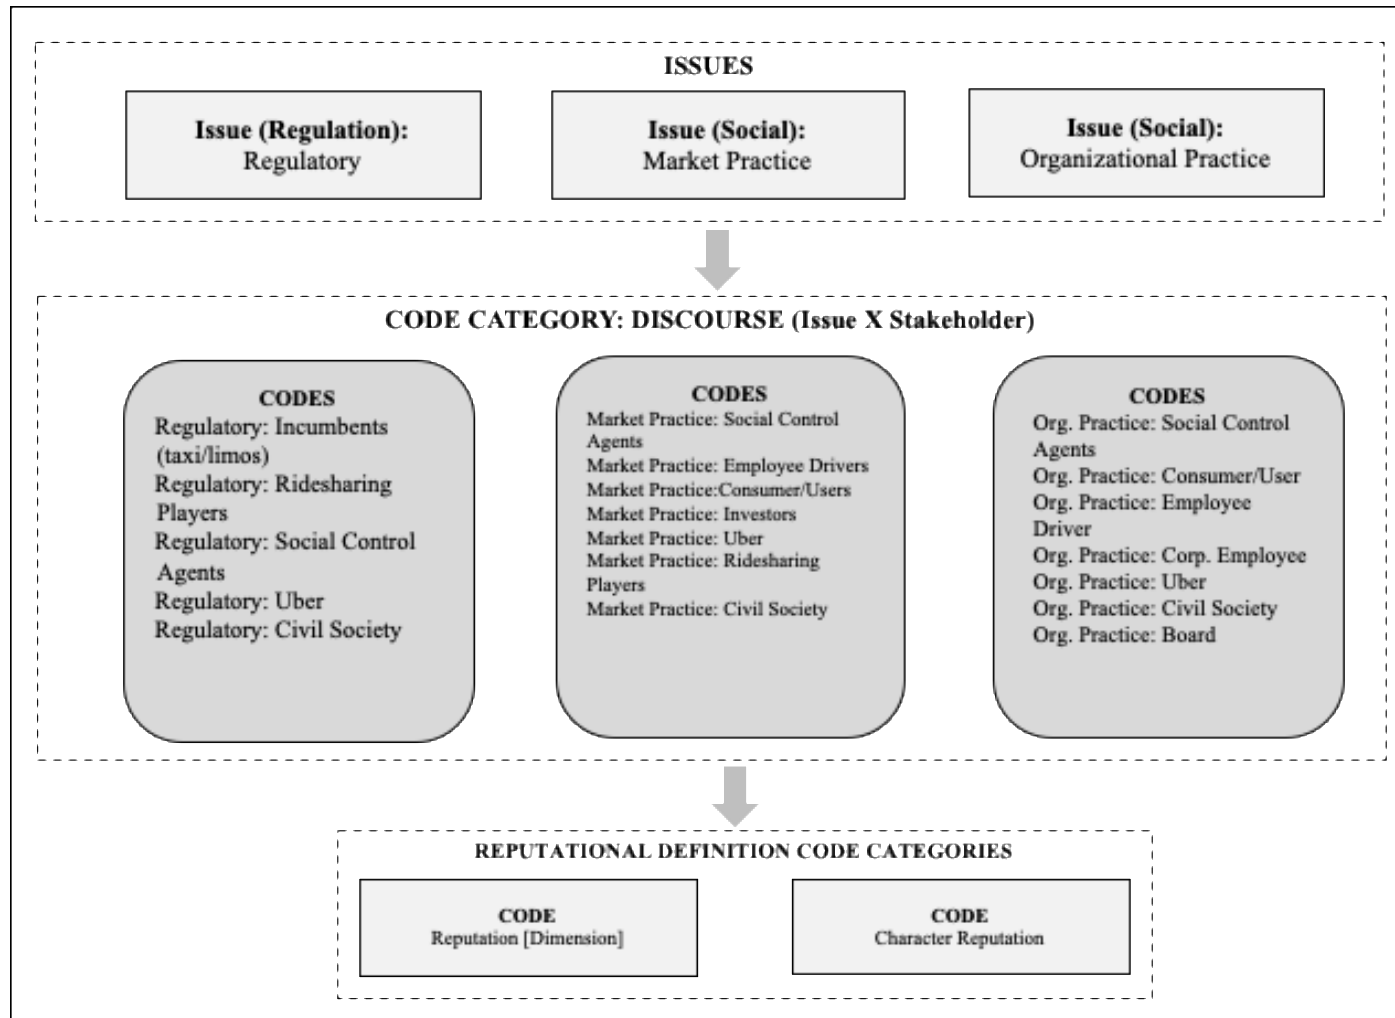 ISSUES
Issue (Regulation):
Regulatory
Issue (Social):
Market Practice
Issue (Social):
Organizational Practice
CODE CATEGORY: DISCOURSE (Issue X Stakeholder)
CODES
Regulatory: Incumbents
(taxi/limos)
Regulatory: Ridesharing
Players
Regulatory: Social Control
Agents
Regulatory: Uber
Regulatory: Civil Society
CODES
Market Practice: Social Control
Agents
Market Practice: Employee Drivers
Market Practice:Consumer/Users
Market Practice: Investors
Market Practice: Uber
Market Practice: Ridesharing
Players
Market Practice: Civil Society
CODES
Org. Practice: Social Control
Agents
Org. Practice: Consumer/User
Org. Practice: Employee
Driver
Org. Practice: Corp. Employee
Org. Practice: Uber
Org. Practice: Civil Society
Org. Practice: Board
REPUTATIONAL DEFINITION CODE CATEGORIES
CODE
Reputation [Dimension]
CODE
Character Reputation